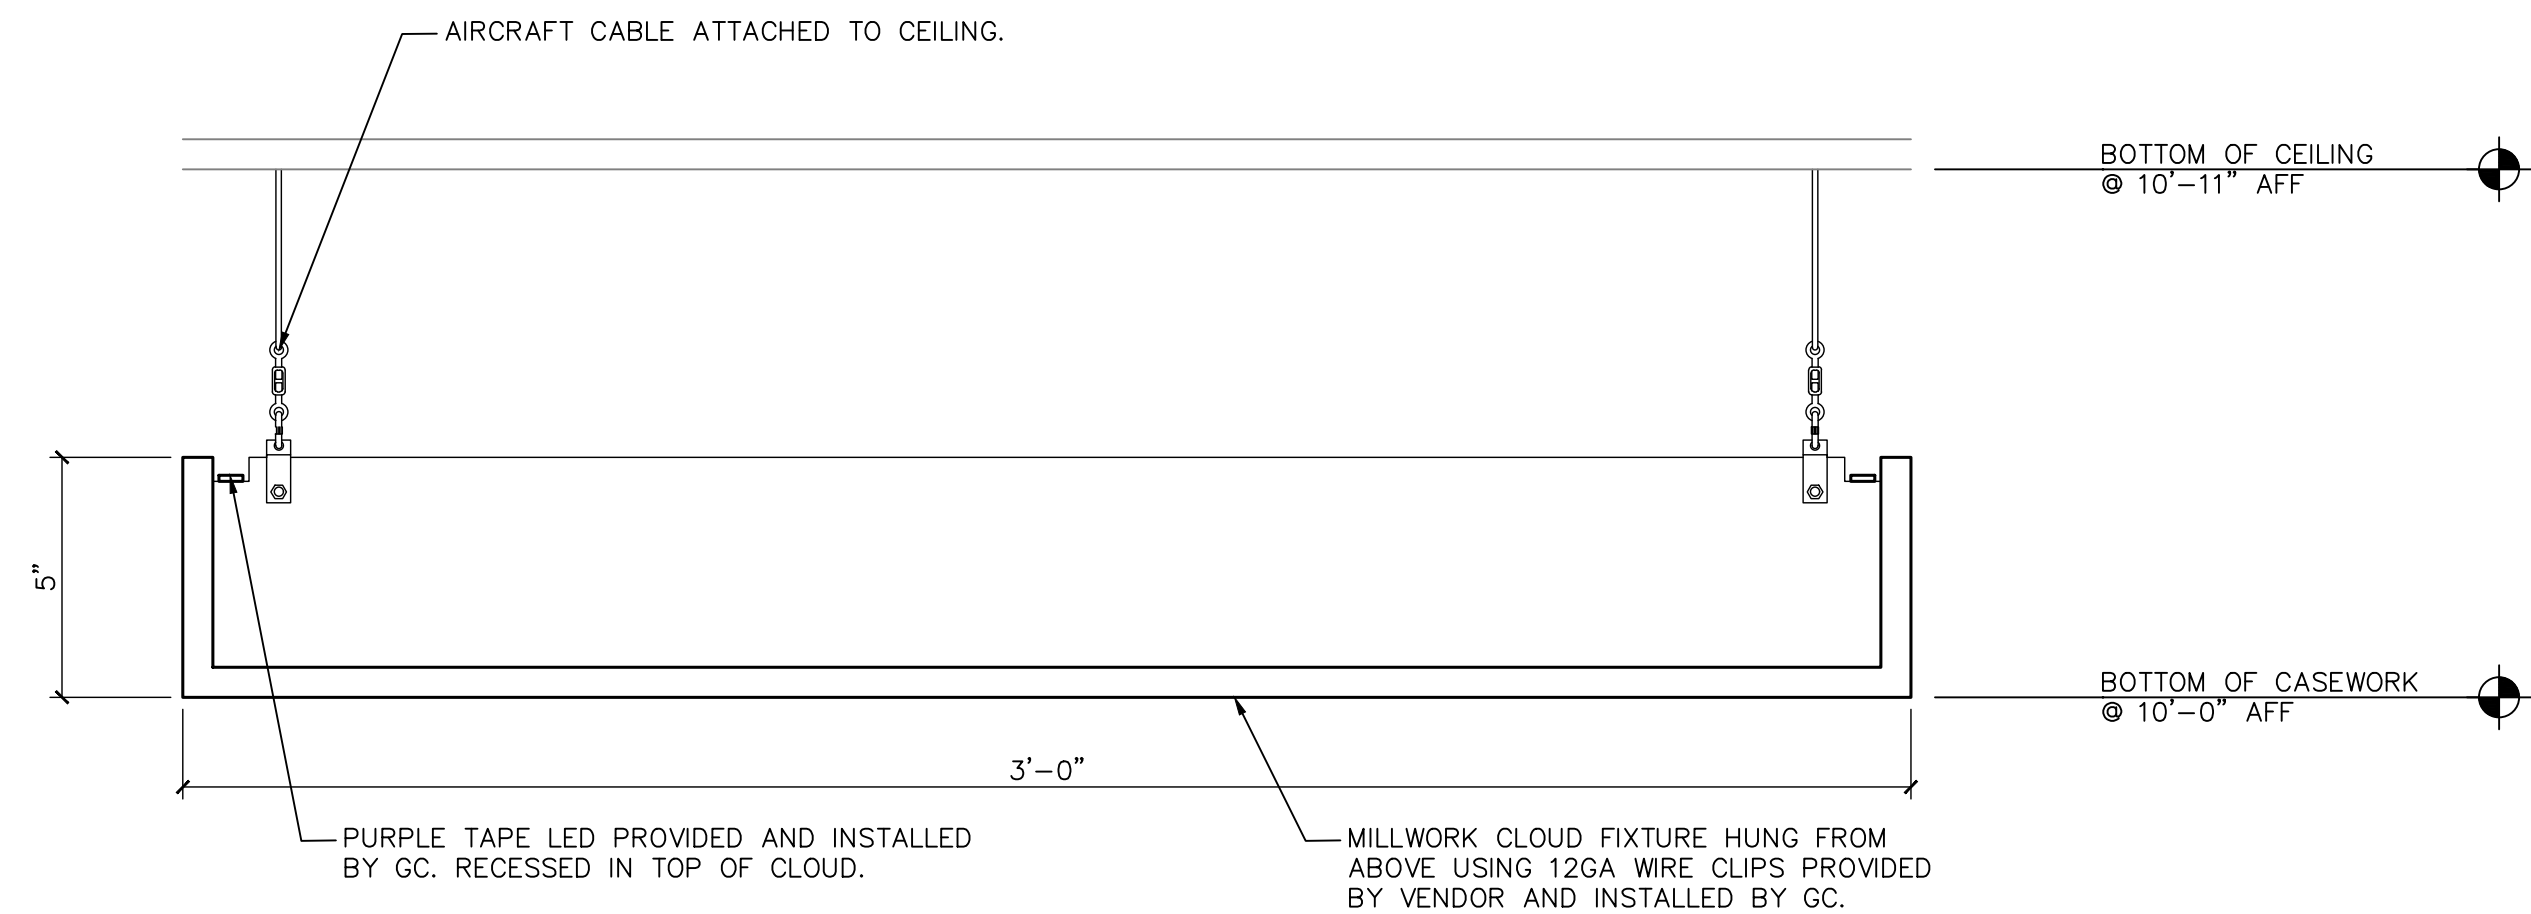 AIRCRAFT CABLE ATTACHED TO CEILING.
BOTTOM OF CEILING
@ 10'-11" AFF
5"
BOTTOM OF CASEWORK
@ 10'-0" AFF
3'-0"
PURPLE TAPE LED PROVIDED AND INSTALLED
BY GC. RECESSED IN TOP OF CLOUD.
MILLWORK CLOUD FIXTURE HUNG FROM
ABOVE USING 12GA WIRE CLIPS PROVIDED
BY VENDOR AND INSTALLED BY GC.